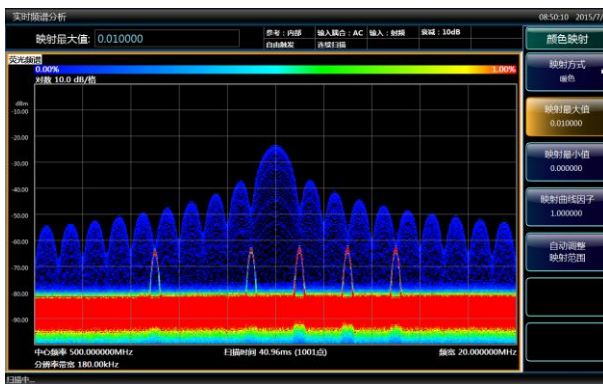 实时频谱分析
08:50:10 2015/7/
映射最大值: 0.010000
参考：内部 输入耦合：AC 输入：射频 衰减：10dB
自由触发 连续扫描
颜色映射
荧光频谱
0.00% 1.00%
对数 10.0 dB/格
映射方式
暖色
dBm
-10.00
映射最大值
0.010000
-20.00
-30.00
映射最小值
0.000000
-40.00
映射曲线因子
1.000000
-50.00
-60.00
自动调整
映射范围
-70.00
-80.00
-90.00
中心频率 500.000000MHz 扫描时间 40.96ms (1001点) 频宽 20.000000MHz
分辨率带宽 180.00kHz
扫描中...